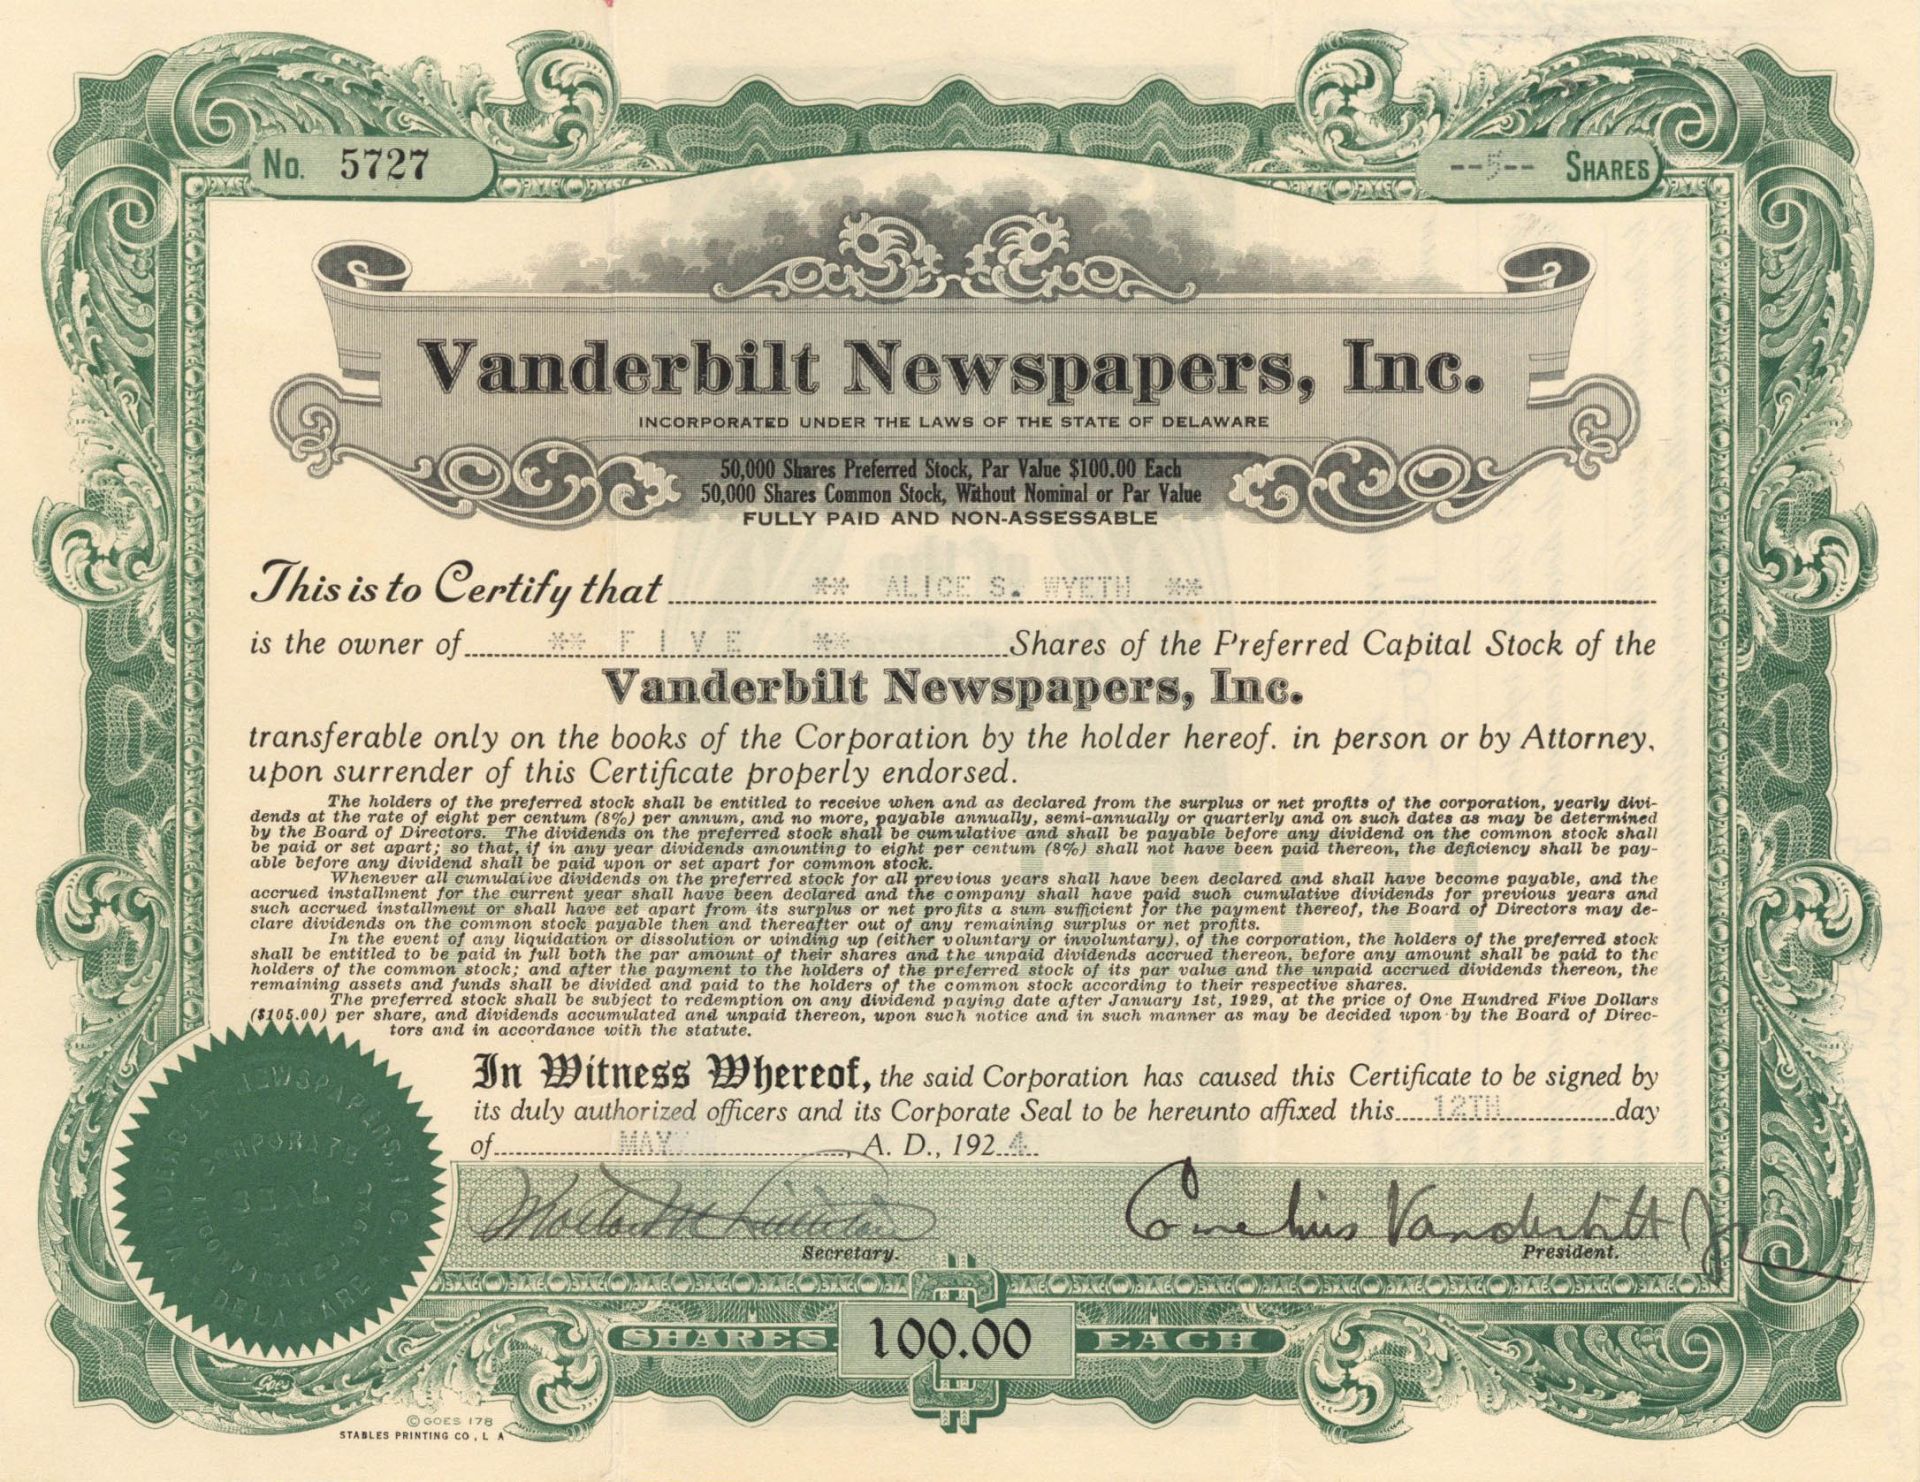 No. 5727
--5-- SHARES
Vanderbilt Newspapers, Inc.
INCORPORATED UNDER THE LAWS OF THE STATE OF DELAWARE
50,000 Shares Preferred Stock, Par Value $100.00 Each
50,000 Shares Common Stock, Without Nominal or Par Value
FULLY PAID AND NON-ASSESSABLE
This is to Certify that ** ALICE S. WYETH **
is the owner of ** FIVE ** Shares of the Preferred Capital Stock of the
Vanderbilt Newspapers, Inc.
transferable only on the books of the Corporation by the holder hereof. in person or by Attorney,
upon surrender of this Certificate properly endorsed.
The holders of the preferred stock shall be entitled to receive when and as declared from the surplus or net profits of the corporation, yearly divi-
dends at the rate of eight per centum (8%) per annum, and no more, payable annually, semi-annually or quarterly and on such dates as may be determined
by the Board of Directors. The dividends on the preferred stock shall be cumulative and shall be payable before any dividend on the common stock shall
be paid or set apart; so that, if in any year dividends amounting to eight per centum (8%) shall not have been paid thereon, the deficiency shall be pay-
able before any dividend shall be paid upon or set apart for common stock.
Whenever all cumulative dividends on the preferred stock for all previous years shall have been declared and shall have become payable, and the
accrued installment for the current year shall have been declared and the company shall have paid such cumulative dividends for previous years and
such accrued installment or shall have set apart from its surplus or net profits a sum sufficient for the payment thereof, the Board of Directors may de-
clare dividends on the common stock payable then and thereafter out of any remaining surplus or net profits.
In the event of any liquidation or dissolution or winding up (either voluntary or involuntary), of the corporation, the holders of the preferred stock
shall be entitled to be paid in full both the par amount of their shares and the unpaid dividends accrued thereon, before any amount shall be paid to the
holders of the common stock; and after the payment to the holders of the preferred stock of its par value and the unpaid accrued dividends thereon, the
remaining assets and funds shall be divided and paid to the holders of the common stock according to their respective shares.
The preferred stock shall be subject to redemption on any dividend paying date after January 1st, 1929, at the price of One Hundred Five Dollars
($105.00) per share, and dividends accumulated and unpaid thereon, upon such notice and in such manner as may be decided upon by the Board of Direc-
tors and in accordance with the statute.
In Witness Whereof, the said Corporation has caused this Certificate to be signed by
its duly authorized officers and its Corporate Seal to be hereunto affixed this 12TH day
of MAY, A. D., 1924
Cornelius Vanderbilt Jr
Secretary.
President.
VANDERBILT NEWSPAPERS, INC.
CORPORATE
SEAL
INCORPORATED
DELAWARE
SHARES 100.00 EACH
Goes
© GOES 178
STABLES PRINTING CO., L A